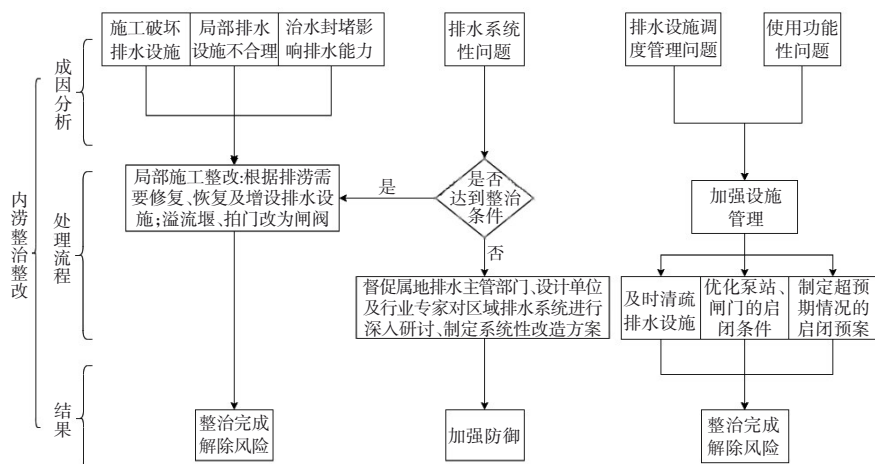 内涝整治整改
成因分析
处理流程
结果
施工破坏
排水设施
局部排水
设施不合理
治水封堵影
响排水能力
排水系统
性问题
排水设施调
度管理问题
使用功能
性问题
局部施工整改:根据排涝需
要修复、恢复及增设排水设
施;溢流堰、拍门改为闸阀
是
是否
达到整治
条件
否
加强设施
管理
督促属地排水主管部门、设计单位
及行业专家对区域排水系统进行
深入研讨、制定系统性改造方案
及时清疏
排水设施
优化泵站、
闸门的启
闭条件
制定超预
期情况的
启闭预案
整治完成
解除风险
加强防御
整治完成
解除风险